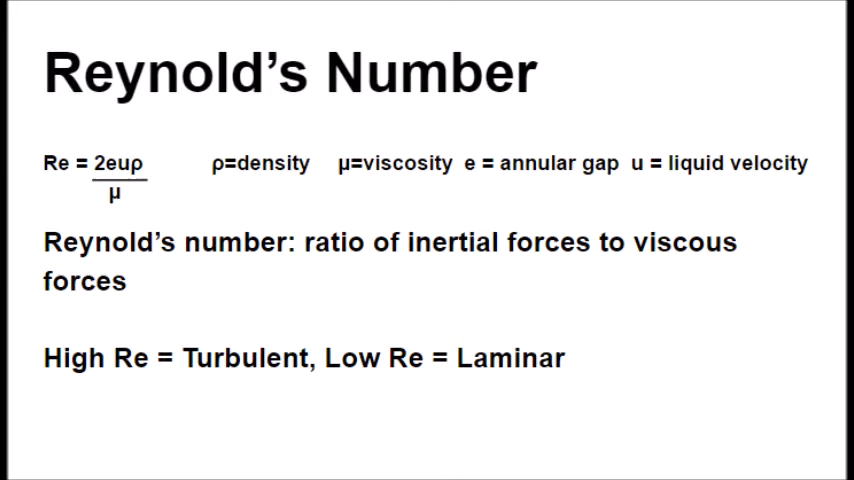 Reynold’s Number
Re = 2euρ ρ=density μ=viscosity e = annular gap u = liquid velocity
μ
Reynold’s number: ratio of inertial forces to viscous
forces
High Re = Turbulent, Low Re = Laminar